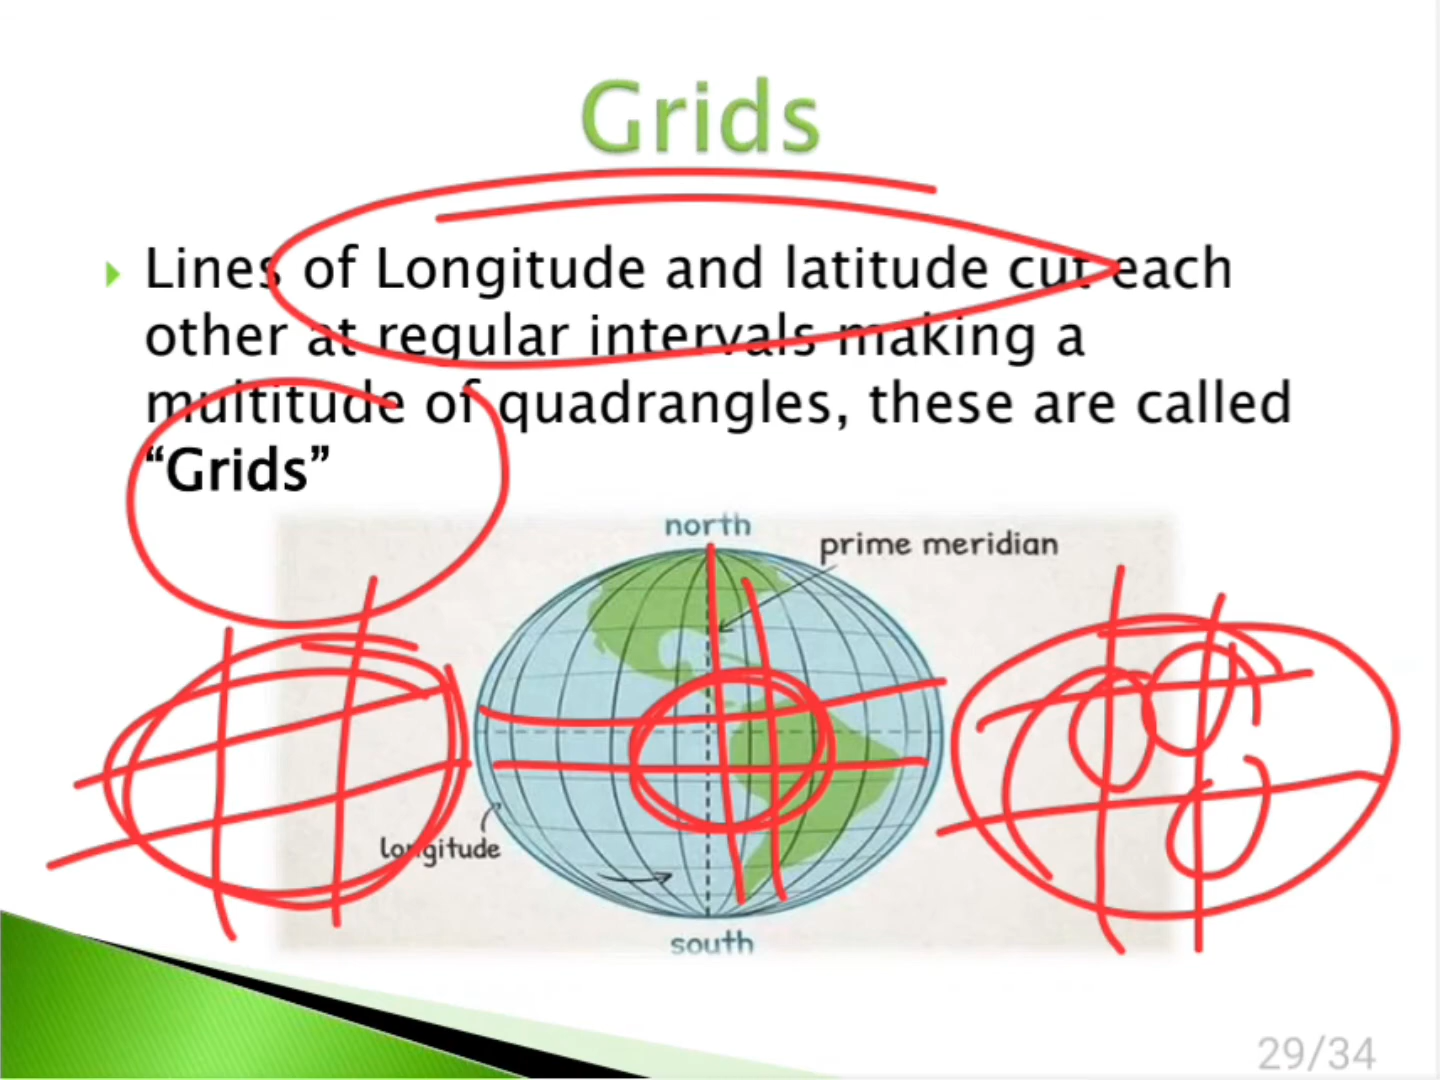 Grids
Lines of Longitude and latitude cut each
other at regular intervals making a
multitude of quadrangles, these are called
“Grids”
north
prime meridian
longitude
south
29/34